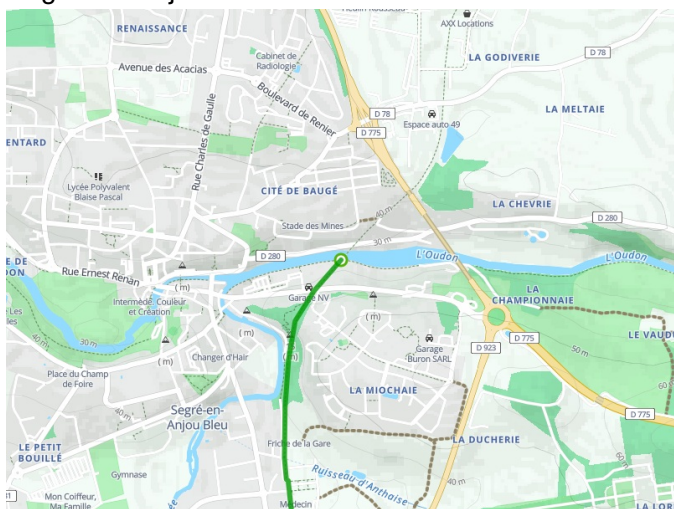 RENAISSANCE
AXX Locations
Cabinet de
Radiologie
LA GODIVERIE
D 78
Avenue des Acacias
Boulevard de Renier
Rue Charles de Gaulle
D 78
D 775
Espace auto 49
LA MELTAIE
ENTARD
Lycée Polyvalent
Blaise Pascal
CITÉ DE BAUGÉ
LA CHEVRIE
Stade des Mines
40 m
30 m
D 280
D 280
L'Oudon
L'Oudon
Rue Ernest Renan
Intermède, Couleur
et Création
Garage NV
LA
CHAMPIONNAIE
( m )
30 m
Changer d'Hair
( m )
( m )
Garage
Buron SARL
D 923
D 775
LE VAUD
50 m
Place du Champ
de Foire
60
LA MIOCHAIE
40 m
Segré-en-
Anjou Bleu
D 775
LE PETIT
BOUILLÉ
Friche de la Gare
LA DUCHERIE
60 m
Gymnase
Ruisseau d'Anthoise
40 m
Mon Coiffeur,
Ma Famille
Médecin
LA LOR